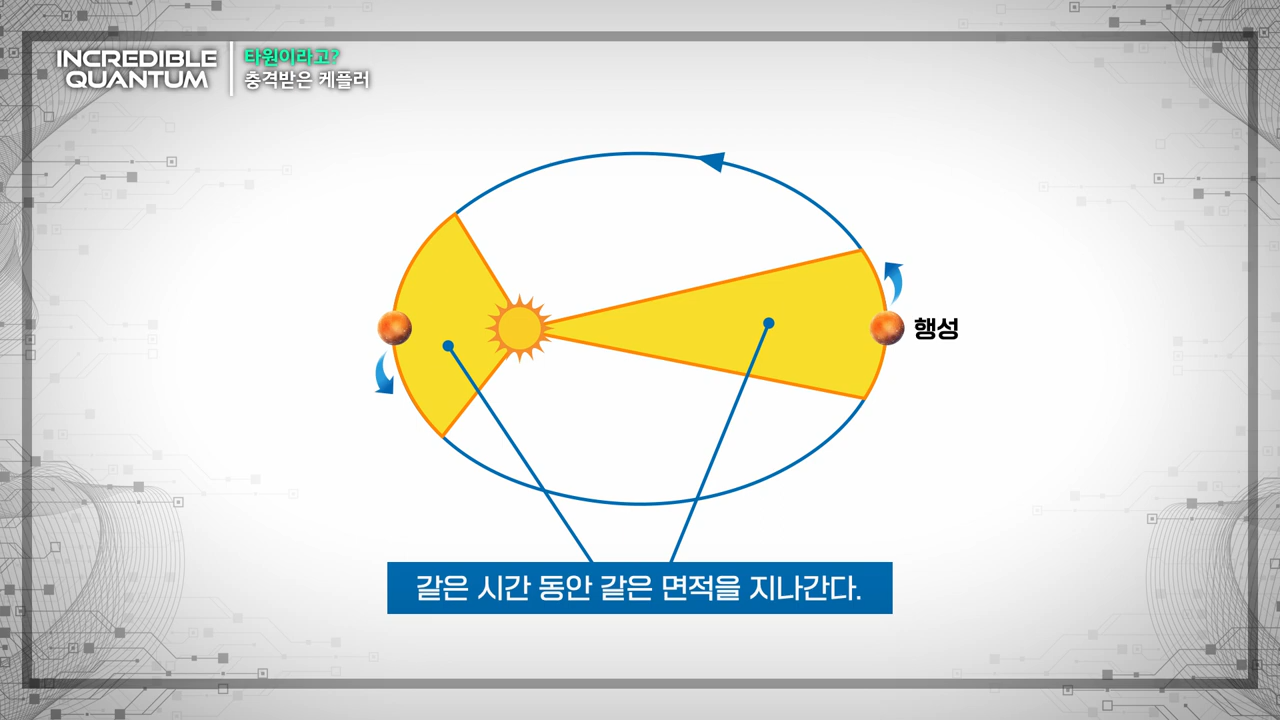 INCREDIBLE
QUANTUM
타원이라고?
충격받은 케플러
행성
같은 시간 동안 같은 면적을 지나간다.